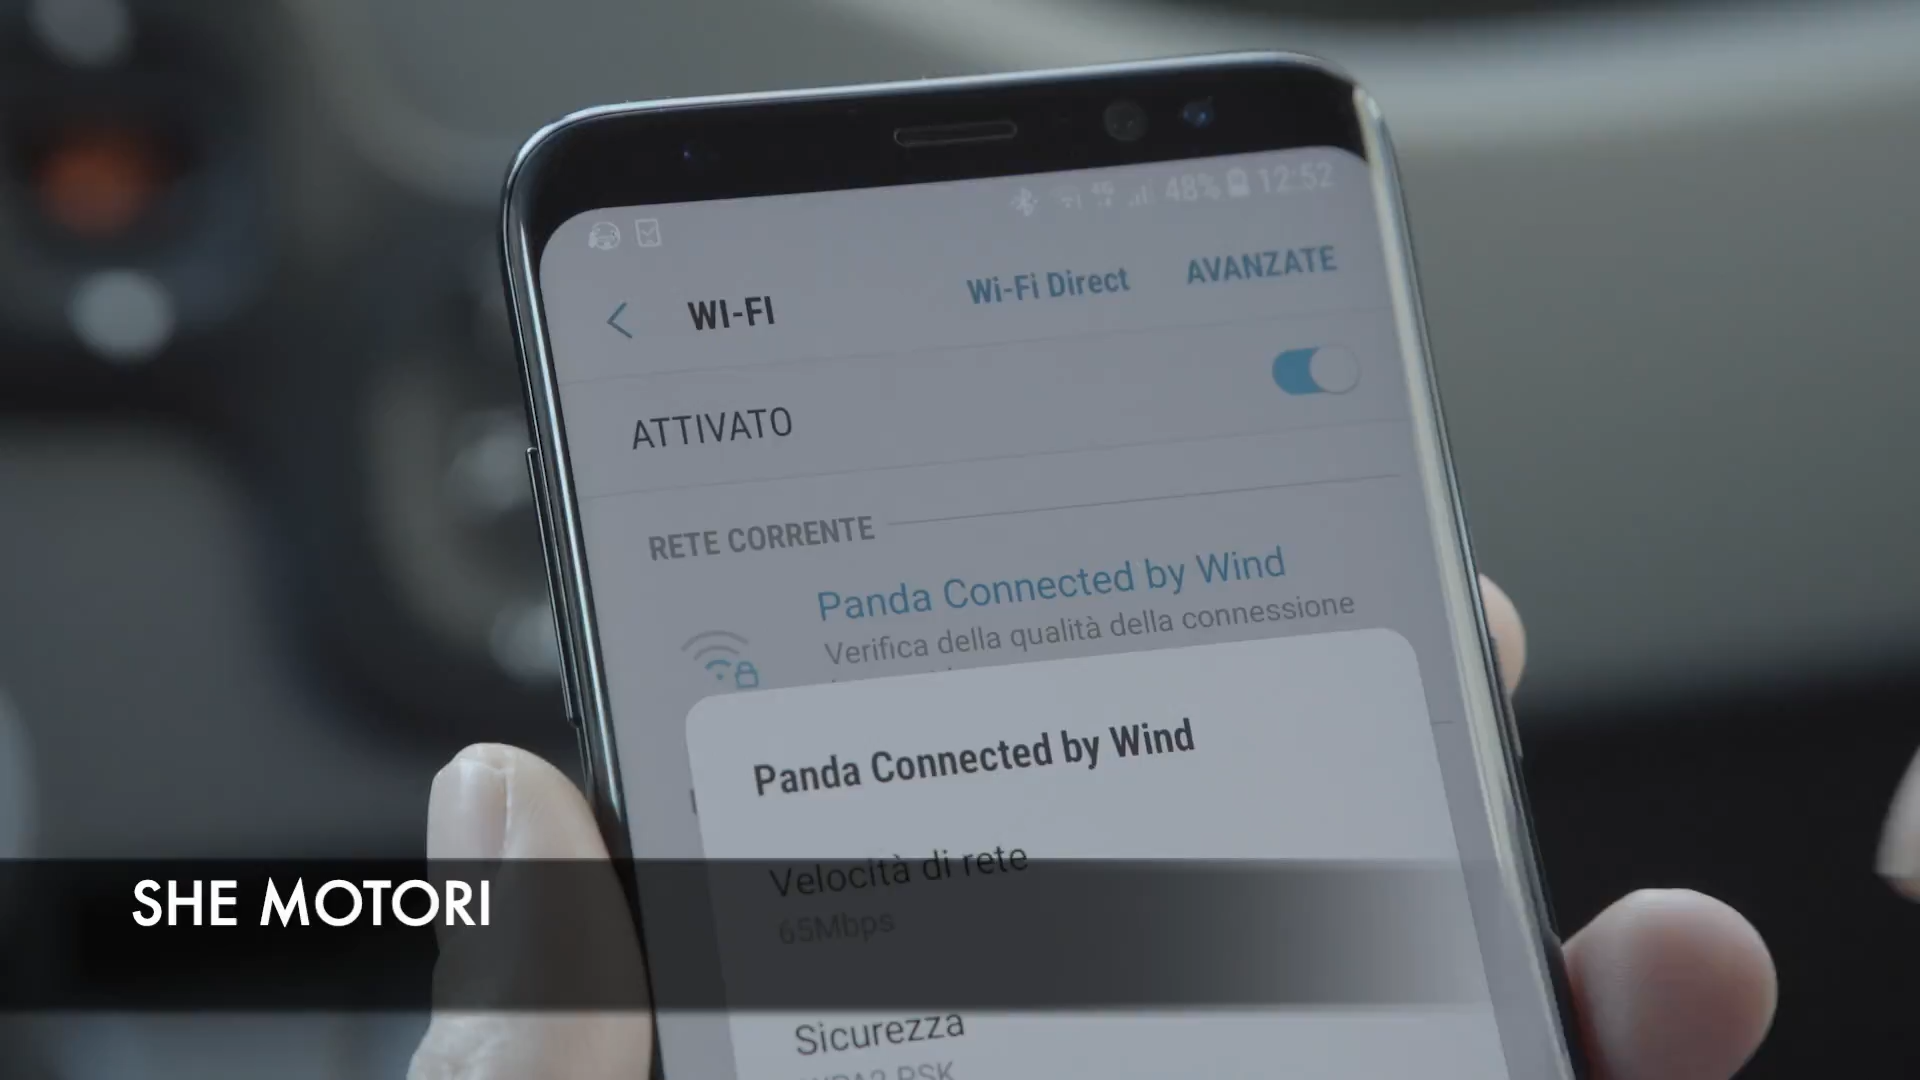 48% 12:52
WI-FI
Wi-Fi Direct
AVANZATE
ATTIVATO
RETE CORRENTE
Panda Connected by Wind
Verifica della qualità della connessione
Panda Connected by Wind
Velocità di rete
65Mbps
SHE MOTORI
Sicurezza
PSK